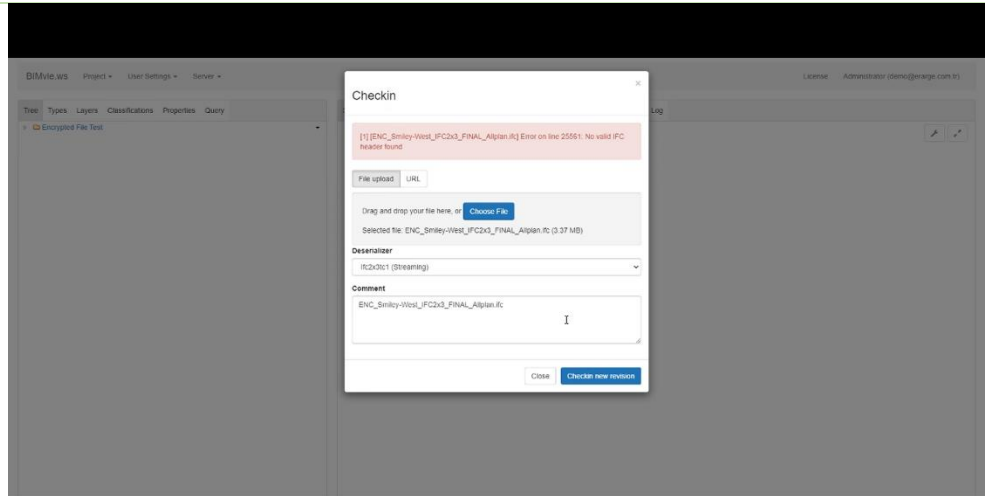 BIMvie.ws Project User Settings Server License Administrator (demo@erarge.com.tr)
Tree Types Layers Classifications Properties Query Log
Encrypted File Test
Checkin
×
[1] [ENC_Smiley-West_IFC2x3_FINAL_Allplan.ifc] Error on line 25561: No valid IFC
header found
File upload URL
Drag and drop your file here, or Choose File
Selected file: ENC_Smiley-West_IFC2x3_FINAL_Allplan.ifc (3.37 MB)
Deserializer
Ifc2x3tc1 (Streaming)
Comment
ENC_Smiley-West_IFC2x3_FINAL_Allplan.ifc
Close Checkin new revision